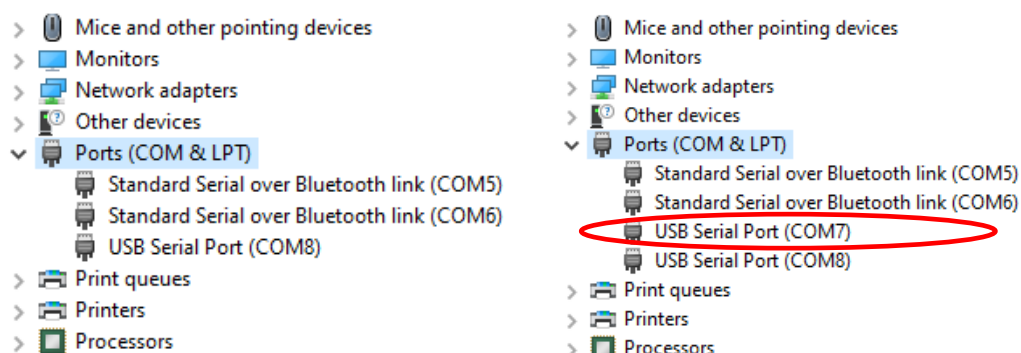 Mice and other pointing devices
Monitors
Network adapters
Other devices
Ports (COM & LPT)
Standard Serial over Bluetooth link (COM5)
Standard Serial over Bluetooth link (COM6)
USB Serial Port (COM8)
Print queues
Printers
Processors
Mice and other pointing devices
Monitors
Network adapters
Other devices
Ports (COM & LPT)
Standard Serial over Bluetooth link (COM5)
Standard Serial over Bluetooth link (COM6)
USB Serial Port (COM7)
USB Serial Port (COM8)
Print queues
Printers
Processors